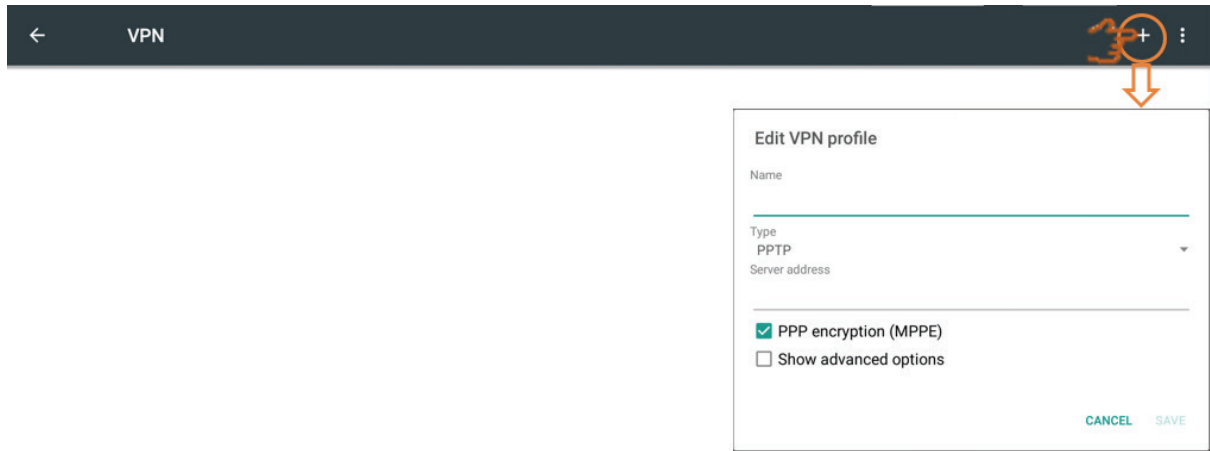 VPN
Edit VPN profile
Name
Type
PPTP
Server address
PPP encryption (MPPE)
Show advanced options
CANCEL SAVE